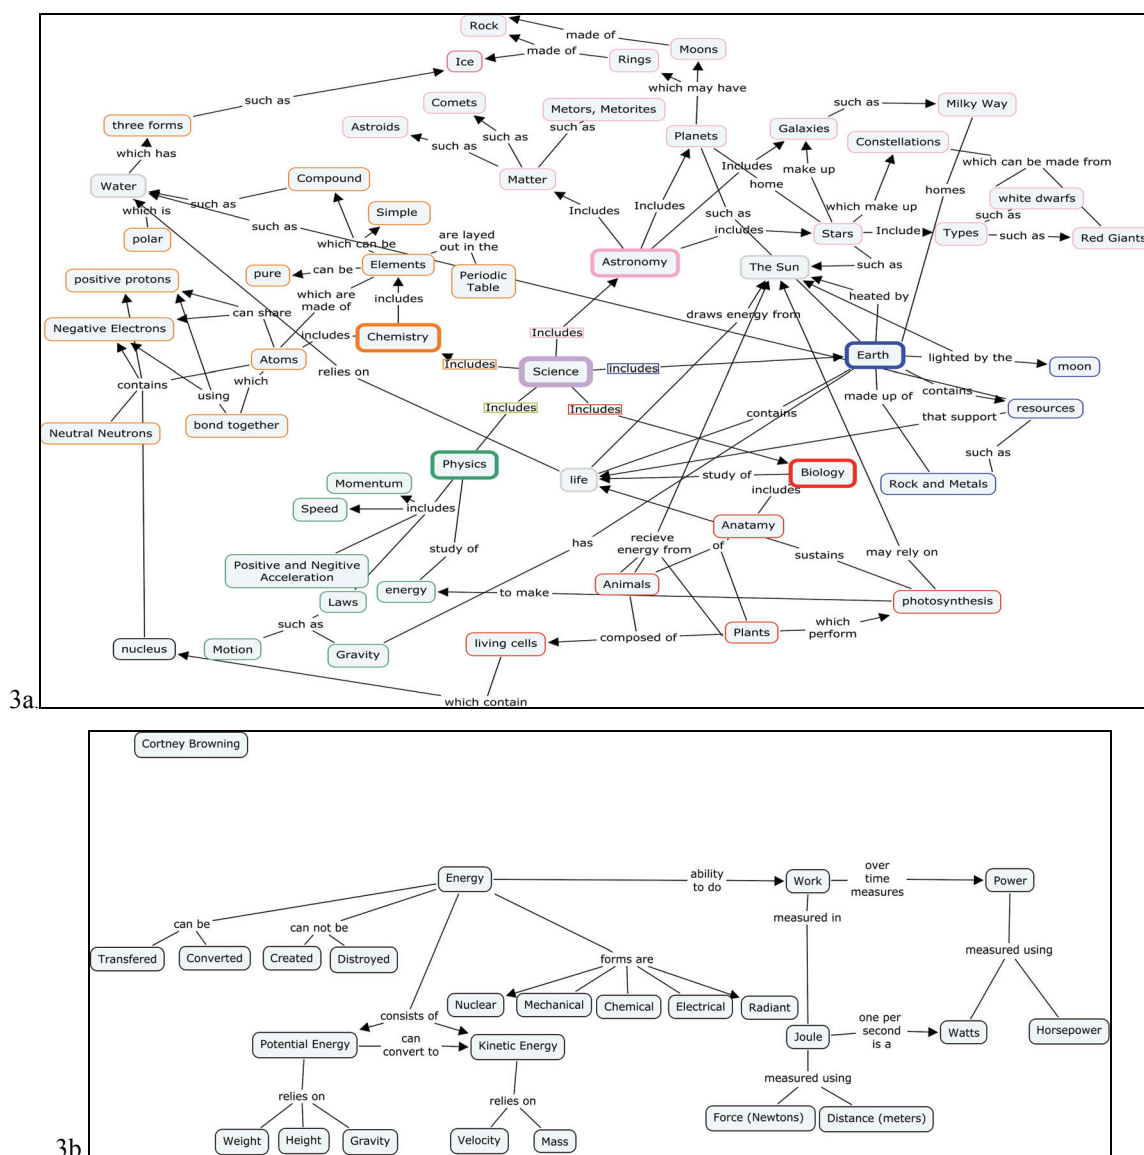 Rock
made of
Moons
made of
Ice
Rings
such as
which may have
Comets
Metors, Metorites
such as
Milky Way
three forms
Astroids
such as
such as
Planets
Galaxies
Constellations
which has
such as
Includes
make up
which can be made from
Water
Compound
Matter
home
homes
white dwarfs
which is
such as
Simple
Includes
Includes
such as
which make up
such as
polar
such as
which can be
are layed
out in the
includes
Stars
Include
Types
such as
Red Giants
positive protons
pure
can be
Elements
Periodic
Table
Astronomy
The Sun
such as
which are
made of
includes
heated by
can share
draws energy from
Negative Electrons
includes
Chemistry
Includes
Atoms
Includes
Science
includes
Earth
lighted by the
moon
contains
which
relies on
using
Includes
Includes
contains
made up of
contains
resources
that support
Neutral Neutrons
bond together
Physics
such as
Momentum
life
study of
Biology
Rock and Metals
Speed
includes
includes
Anatamy
has
recieve
energy from
of
sustains
may rely on
study of
Positive and Negitive
Acceleration
energy
Animals
to make
photosynthesis
Laws
such as
which
perform
nucleus
Motion
Gravity
living cells
composed of
Plants
which contain
3a.
Cortney Browning
Energy
ability
to do
Work
over
time
measures
Power
can be
can not be
measured in
Transfered
Converted
Created
Distroyed
forms are
measured using
Nuclear
Mechanical
Chemical
Electrical
Radiant
consists of
Potential Energy
can
convert to
Kinetic Energy
Joule
one per
second
is a
Watts
Horsepower
measured using
relies on
relies on
Force (Newtons)
Distance (meters)
Weight
Height
Gravity
Velocity
Mass
3b